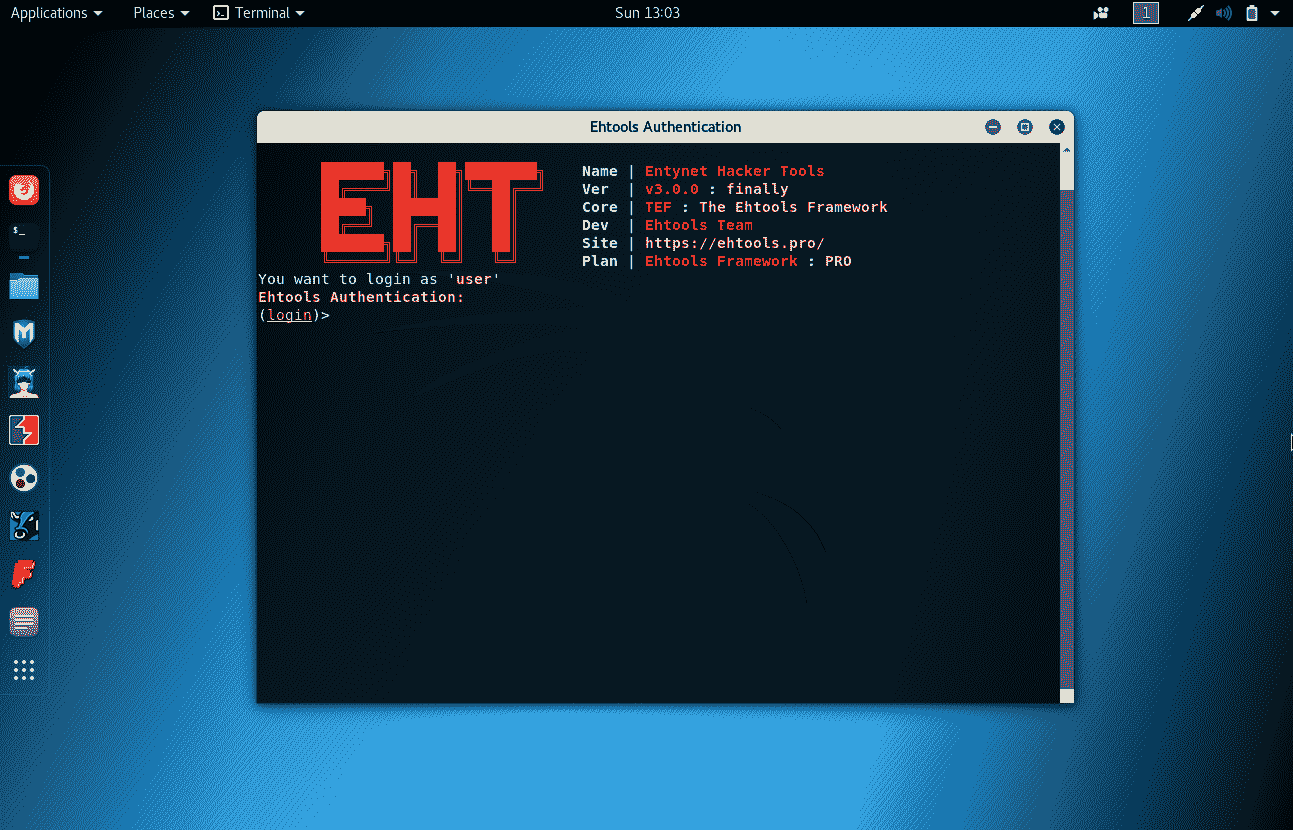 Applications Places Terminal Sun 13:03 1
Ehtools Authentication
EHT
Name | Entynet Hacker Tools
Ver | v3.0.0 : finally
Core | TEF : The Ehtools Framework
Dev | Ehtools Team
Site | https://ehtools.pro/
Plan | Ehtools Framework : PRO
You want to login as 'user'
Ehtools Authentication:
(login)>
$_